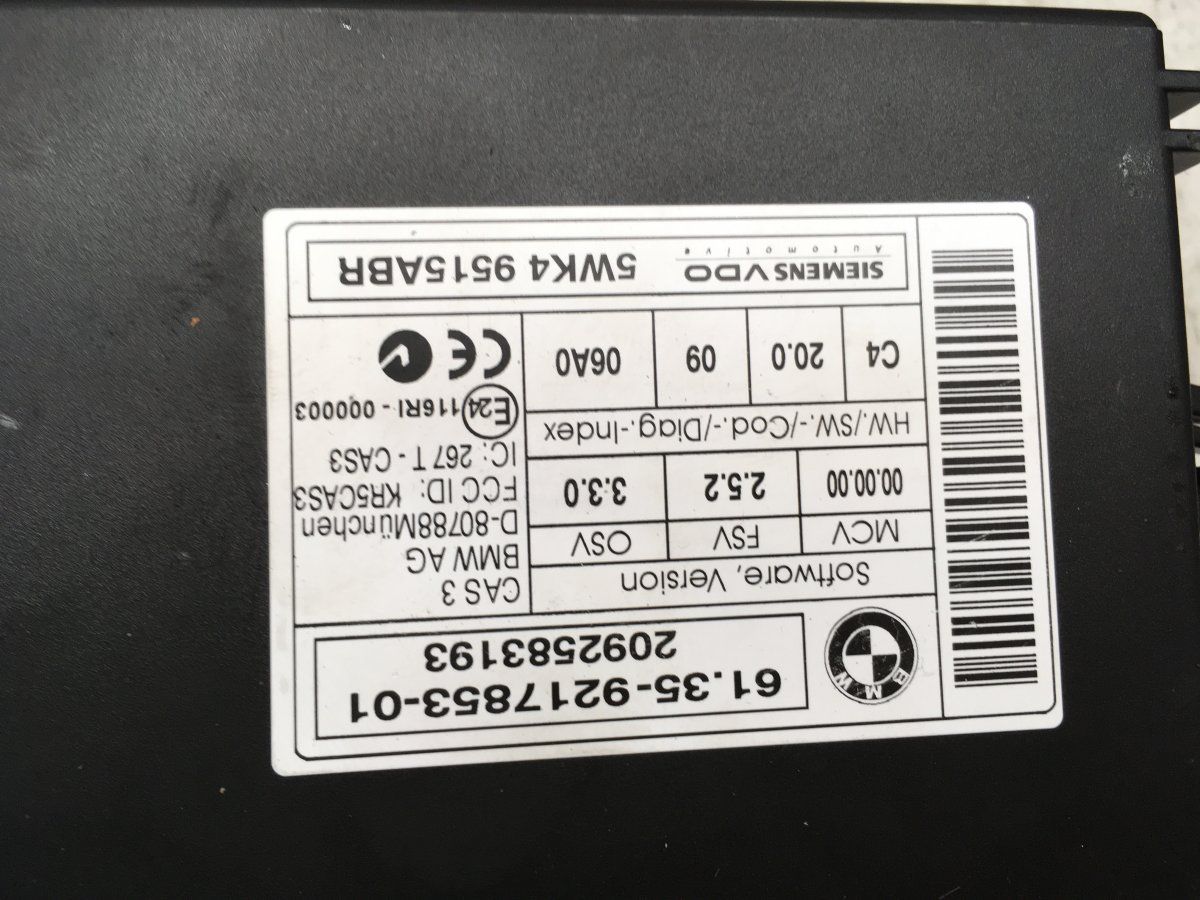 BMW
61.35-9217853-01
2092583193
Software, Version
MCV FSV OSV
00.00.00 2.5.2 3.3.0
HW./SW.-/Cod.-/Diag.-Index
C4 20.0 09 06A0
CAS 3
BMW AG
D-80788München
FCC ID: KR5CAS3
IC: 267 T - CAS3
E24 116RI - 000003
CE
SIEMENS VDO
Automotive
5WK4 9515ABR